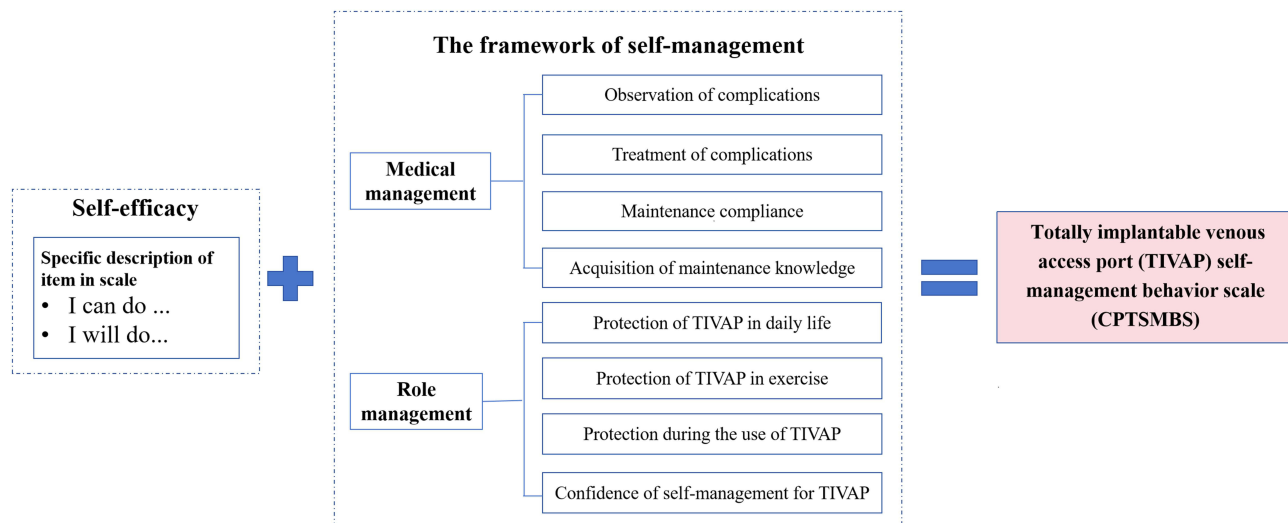 Self-efficacy
Specific description of
item in scale
• I can do ...
• I will do...
The framework of self-management
Medical
management
Observation of complications
Treatment of complications
Maintenance compliance
Acquisition of maintenance knowledge
Role
management
Protection of TIVAP in daily life
Protection of TIVAP in exercise
Protection during the use of TIVAP
Confidence of self-management for TIVAP
Totally implantable venous
access port (TIVAP) self-
management behavior scale
(CPTSMBS)